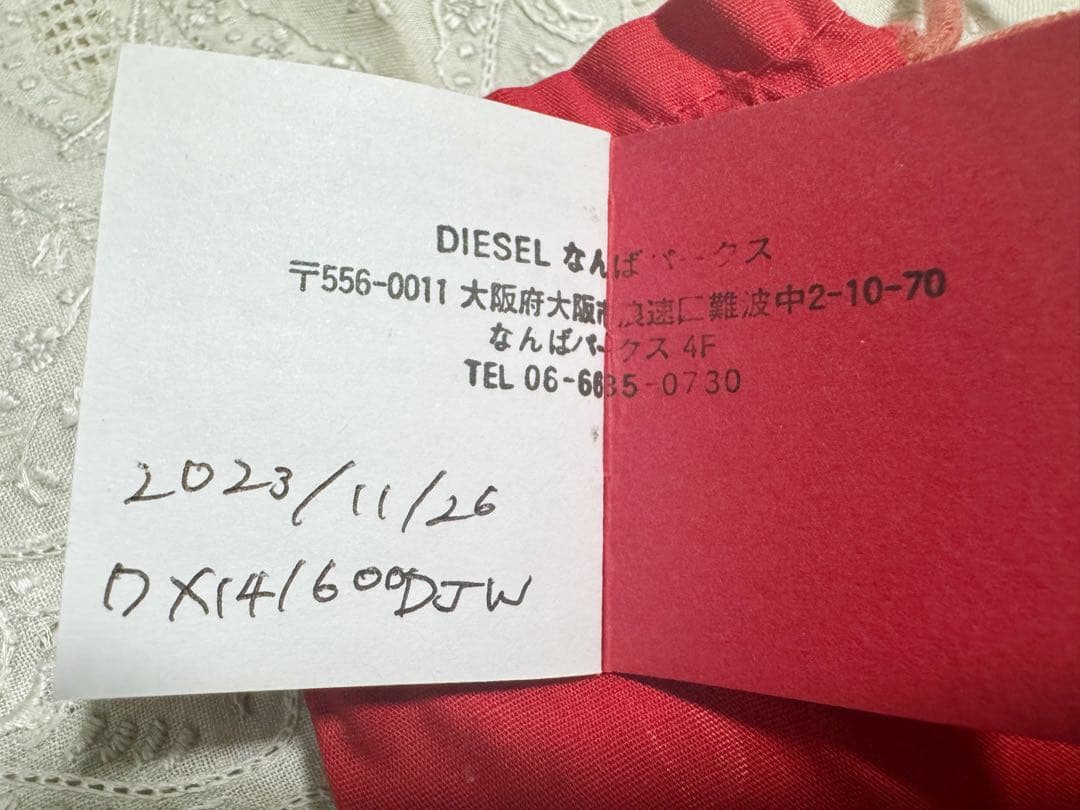 DIESEL なんばパークス
〒556-0011 大阪府大阪市浪速区難波中2-10-70
なんばパークス 4F
TEL 06-6635-0730
2023/11/26
DX141600DJW